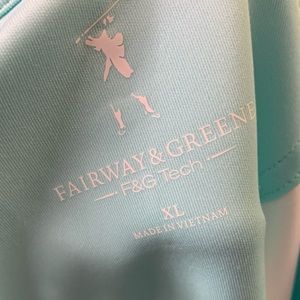 FAIRWAY & GREENE
F&G Tech
XL
MADE IN VIETNAM